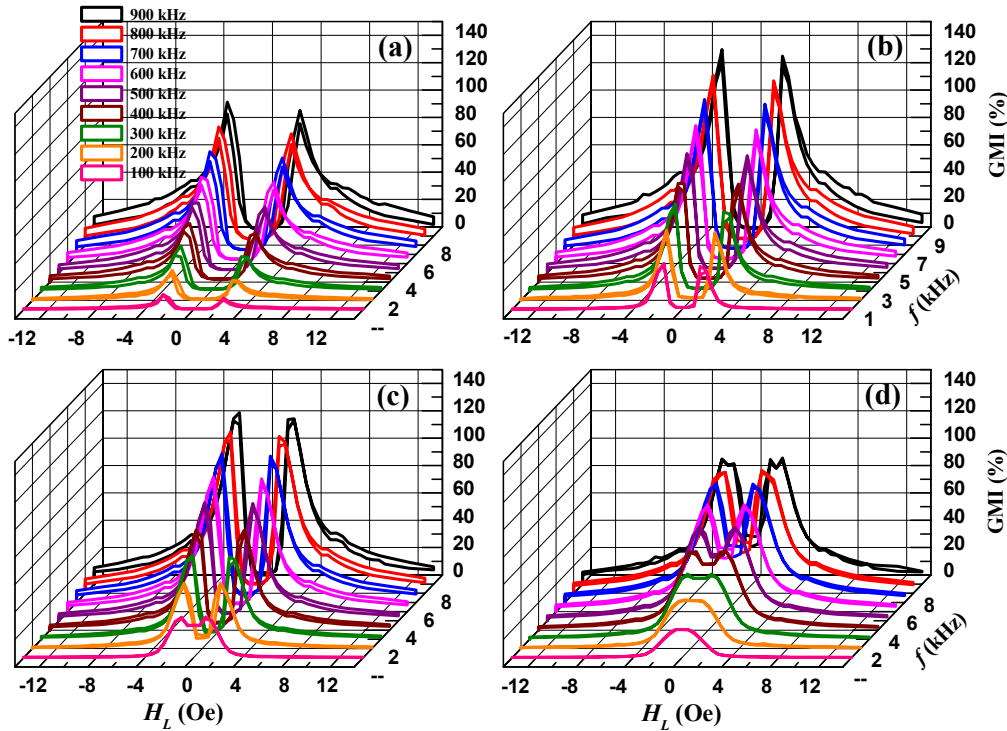 900 kHz
800 kHz
700 kHz
600 kHz
500 kHz
400 kHz
300 kHz
200 kHz
100 kHz
(a)
140
120
100
80
60
40
20
0
GMI (%)
8
6
4
2
--
-12 -8 -4 0 4 8 12
(b)
140
120
100
80
60
40
20
0
GMI (%)
9
7
5
3
1
f (kHz)
-12 -8 -4 0 4 8 12
(c)
140
120
100
80
60
40
20
0
8
6
4
2
--
-12 -8 -4 0 4 8 12
H_L (Oe)
(d)
140
120
100
80
60
40
20
0
GMI (%)
8
6
4
2
--
f (kHz)
-12 -8 -4 0 4 8 12
H_L (Oe)